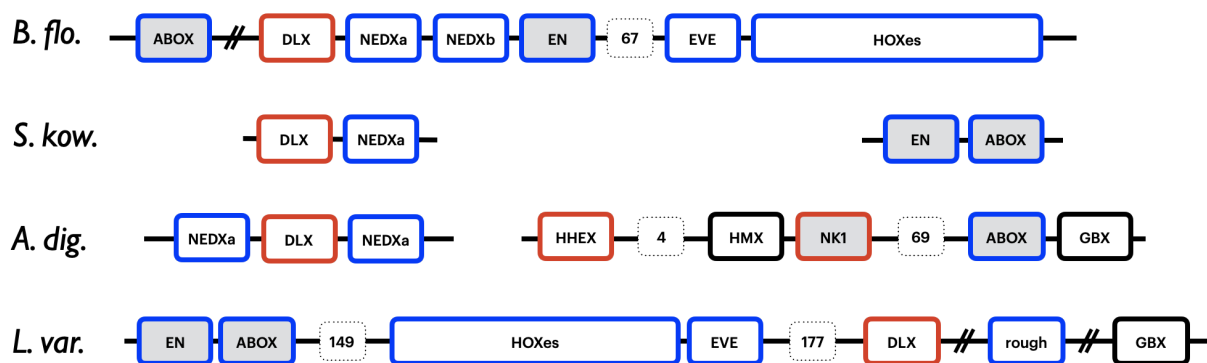 B. flo. ABOX DLX NEDXa NEDXb EN 67 EVE HOXes
S. kow. DLX NEDXa EN ABOX
A. dig. NEDXa DLX NEDXa HHEX 4 HMX NK1 69 ABOX GBX
L. var. EN ABOX 149 HOXes EVE 177 DLX rough GBX